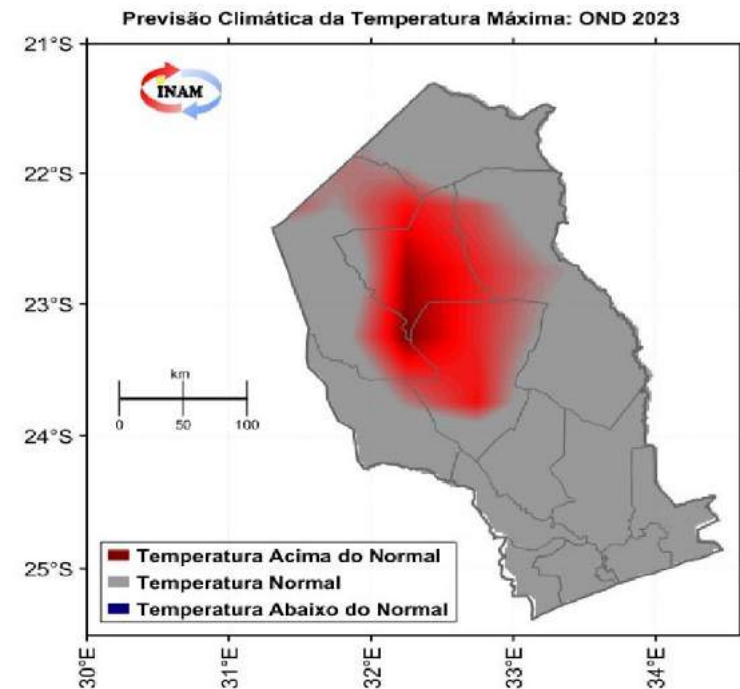 Previsão Climática da Temperatura Máxima: OND 2023
21°S
INAM
22°S
23°S
km
0 50 100
24°S
Temperatura Acima do Normal
Temperatura Normal
Temperatura Abaixo do Normal
25°S
30°E 31°E 32°E 33°E 34°E